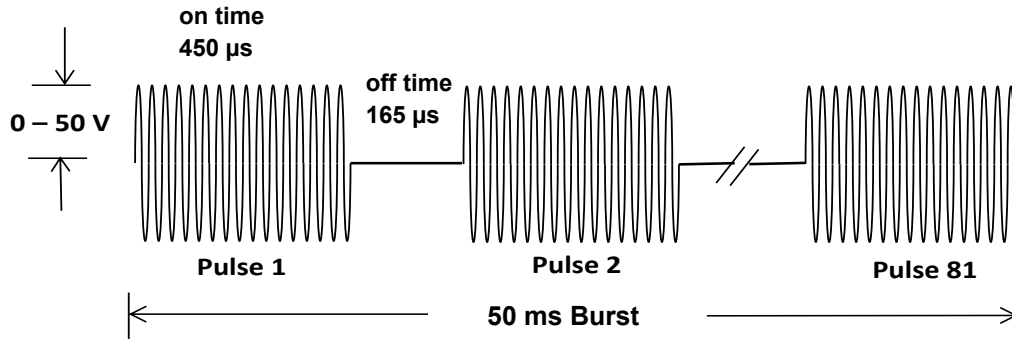 on time
450 µs
off time
165 µs
0 – 50 V
Pulse 1
Pulse 2
Pulse 81
50 ms Burst